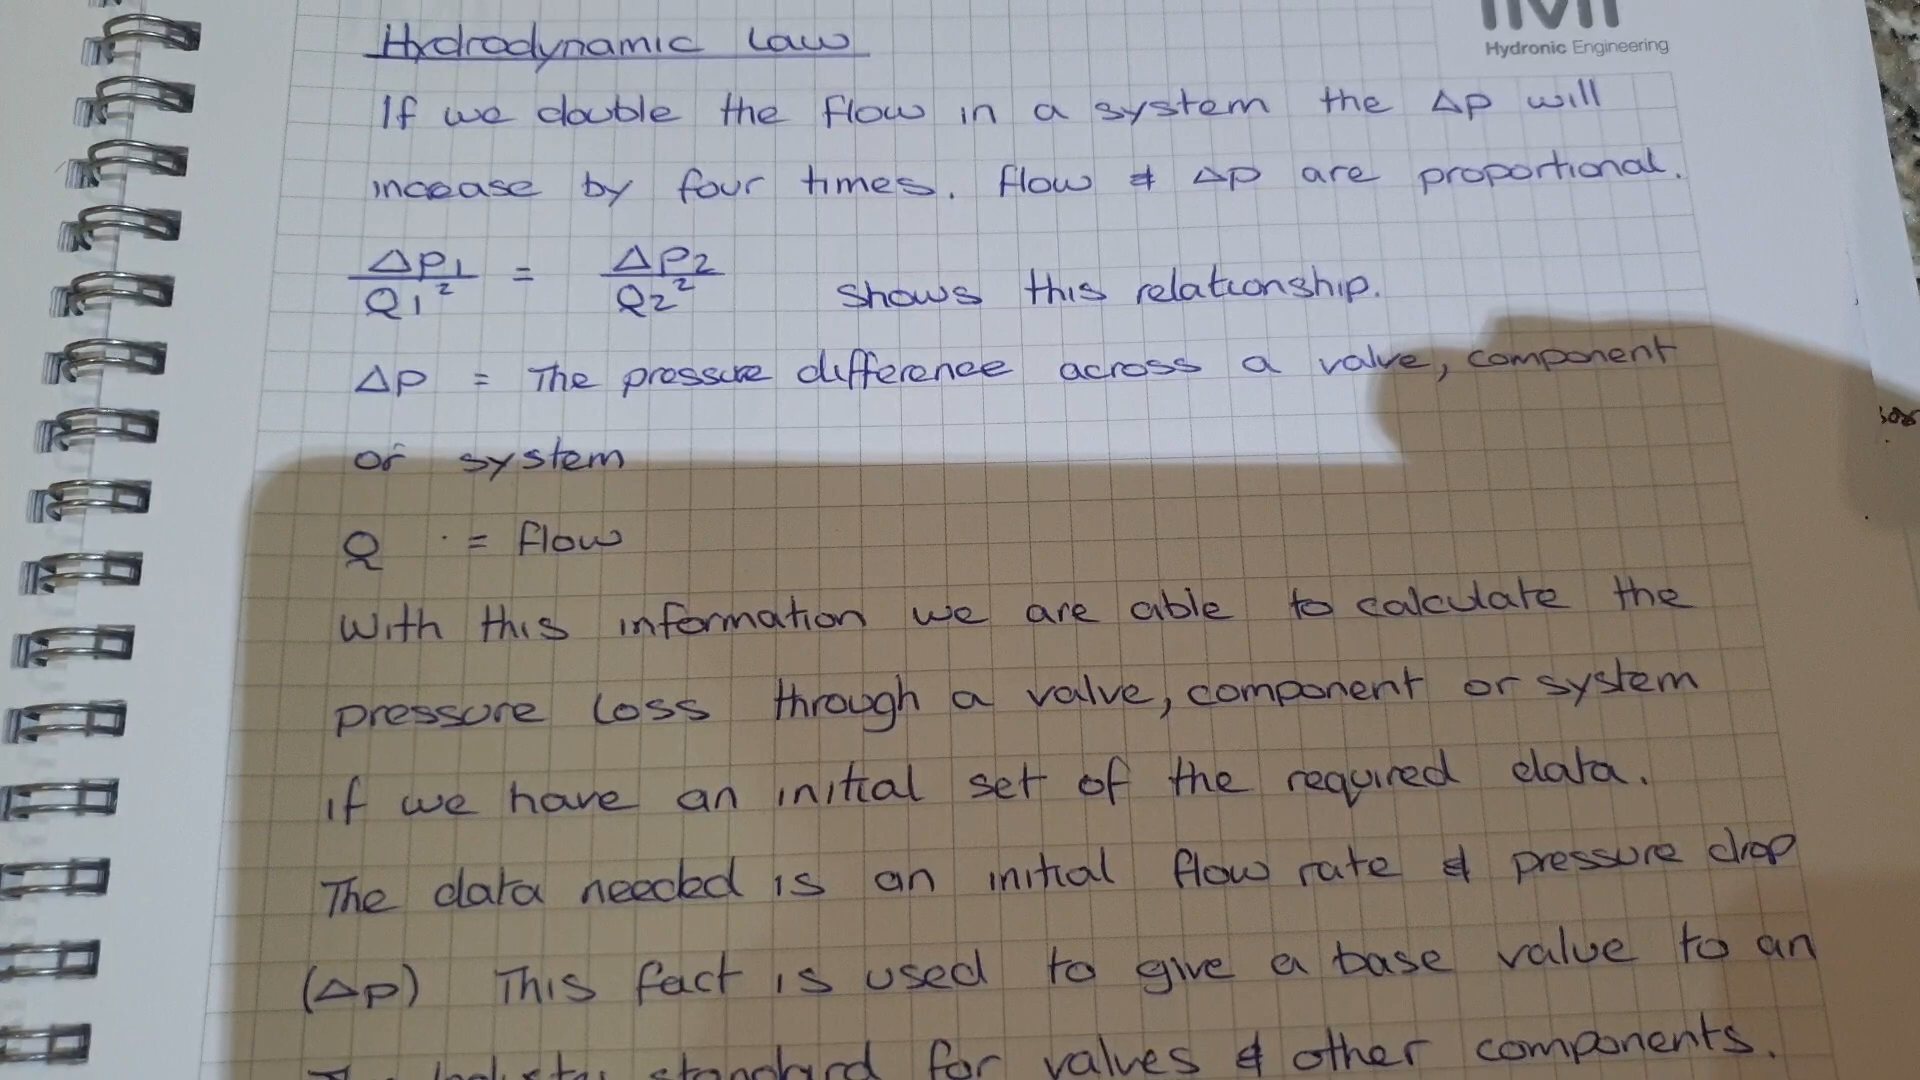 IMI
Hydronic Engineering
Hydrodynamic Law
If we double the flow in a system the Δp will
increase by four times. Flow & Δp are proportional.
Δp1 / Q1² = Δp2 / Q2² shows this relationship.
Δp = The pressure difference across a valve, component
or system
Q = flow
With this information we are able to calculate the
pressure loss through a valve, component or system
if we have an initial set of the required data.
The data needed is an initial flow rate & pressure drop
(Δp) This fact is used to give a base value to an
standard for valves & other components.